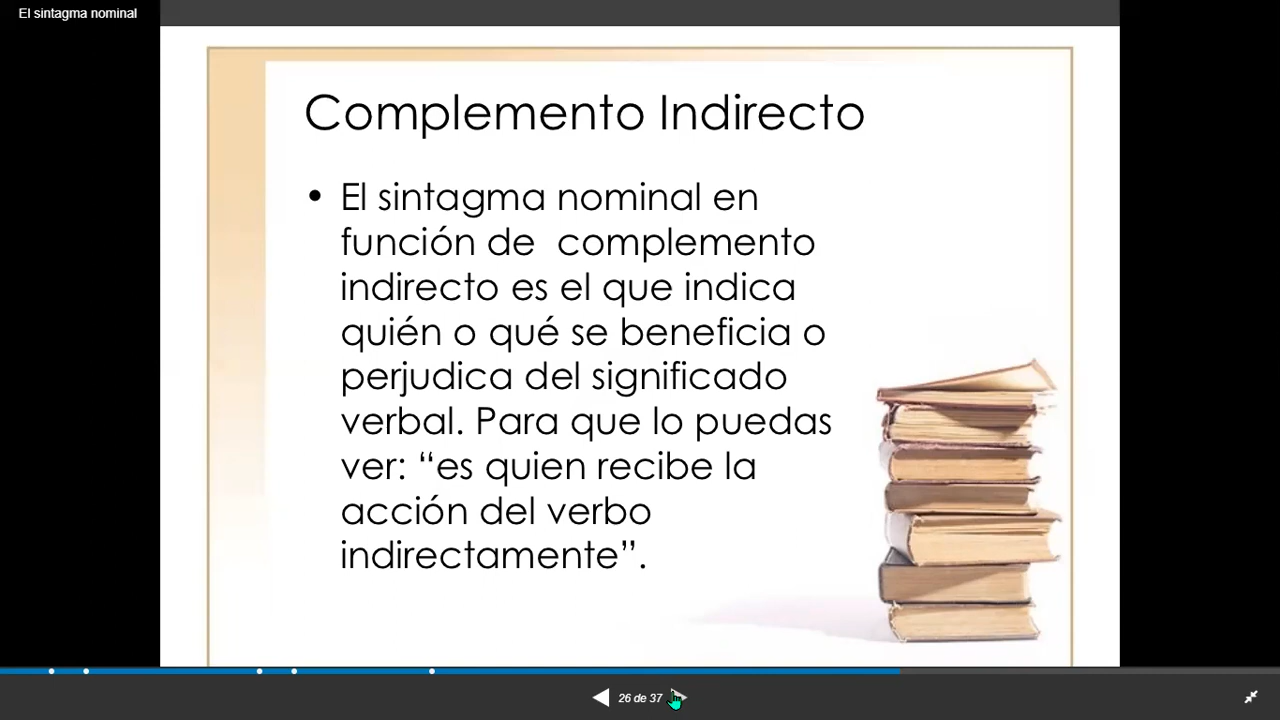 El sintagma nominal
Complemento Indirecto
• El sintagma nominal en
función de complemento
indirecto es el que indica
quién o qué se beneficia o
perjudica del significado
verbal. Para que lo puedas
ver: “es quien recibe la
acción del verbo
indirectamente”.
26 de 37